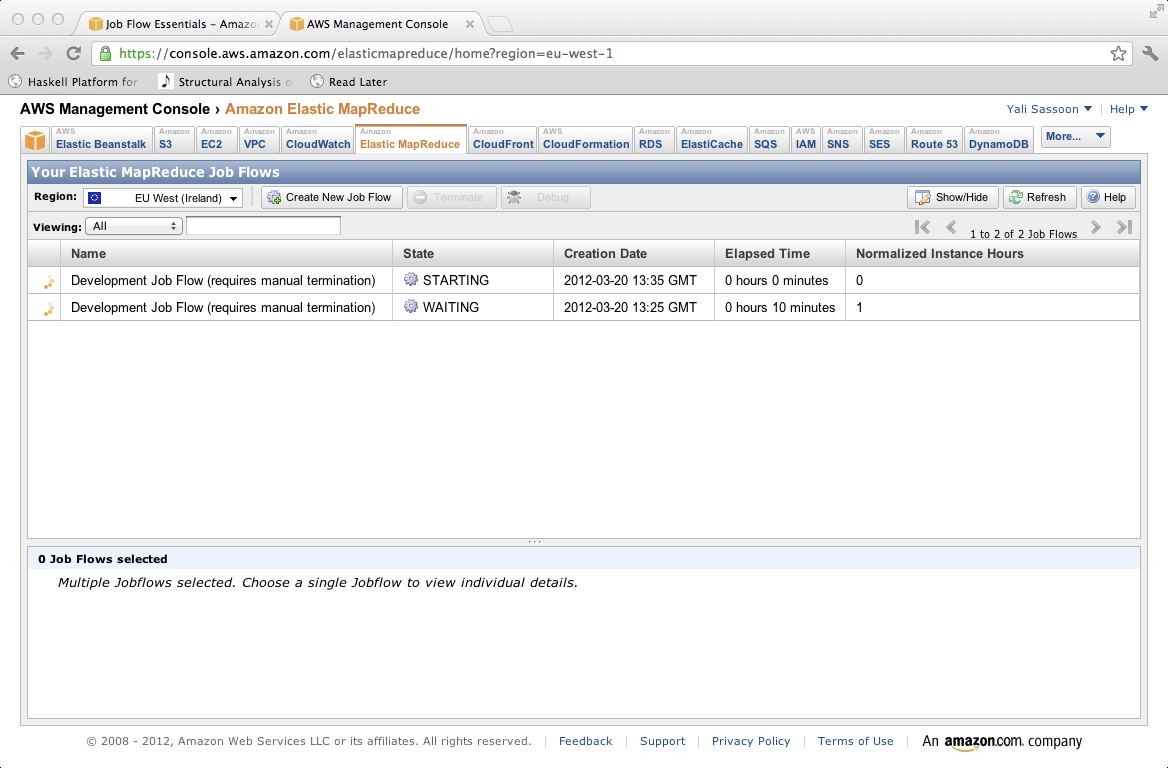 Job Flow Essentials – Amazo
AWS Management Console
https://console.aws.amazon.com/elasticmapreduce/home?region=eu-west-1
Haskell Platform for
Structural Analysis o
Read Later
AWS Management Console › Amazon Elastic MapReduce
Yali Sassoon
Help
AWS Elastic Beanstalk
Amazon S3
Amazon EC2
Amazon VPC
Amazon CloudWatch
Amazon Elastic MapReduce
Amazon CloudFront
AWS CloudFormation
Amazon RDS
Amazon ElastiCache
Amazon SQS
AWS IAM
Amazon SNS
Amazon SES
Amazon Route 53
Amazon DynamoDB
More...
Your Elastic MapReduce Job Flows
Region: EU West (Ireland) Create New Job Flow Terminate Debug Show/Hide Refresh Help
Viewing: All 1 to 2 of 2 Job Flows
Name State Creation Date Elapsed Time Normalized Instance Hours
Development Job Flow (requires manual termination) STARTING 2012-03-20 13:35 GMT 0 hours 0 minutes 0
Development Job Flow (requires manual termination) WAITING 2012-03-20 13:25 GMT 0 hours 10 minutes 1
0 Job Flows selected
Multiple Jobflows selected. Choose a single Jobflow to view individual details.
© 2008 - 2012, Amazon Web Services LLC or its affiliates. All rights reserved. Feedback Support Privacy Policy Terms of Use An amazon.com company